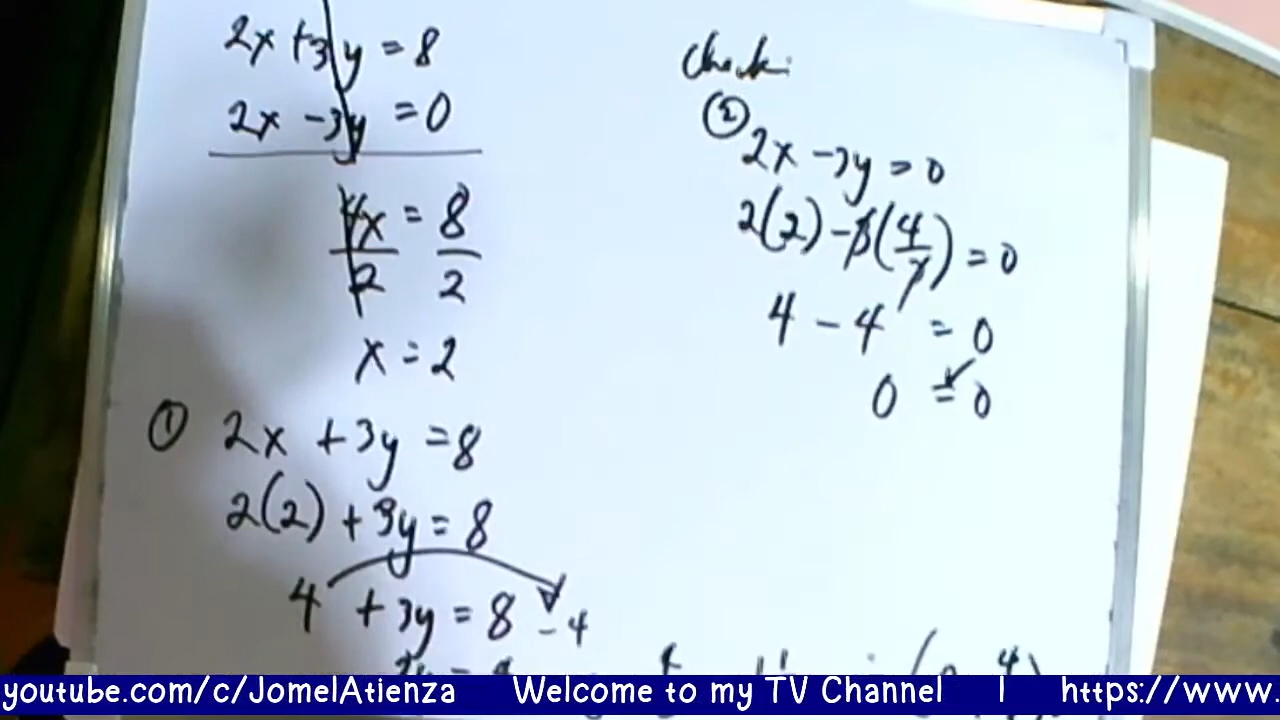 2x + 3y = 8
2x - 3y = 0
4x = 8
2 2
x = 2
① 2x + 3y = 8
2(2) + 3y = 8
4 + 3y = 8 - 4
Check:
②
2x - 3y = 0
2(2) - 3(4/3) = 0
4 - 4 = 0
0 = 0
youtube.com/c/JomelAtienza Welcome to my TV Channel | https://www.